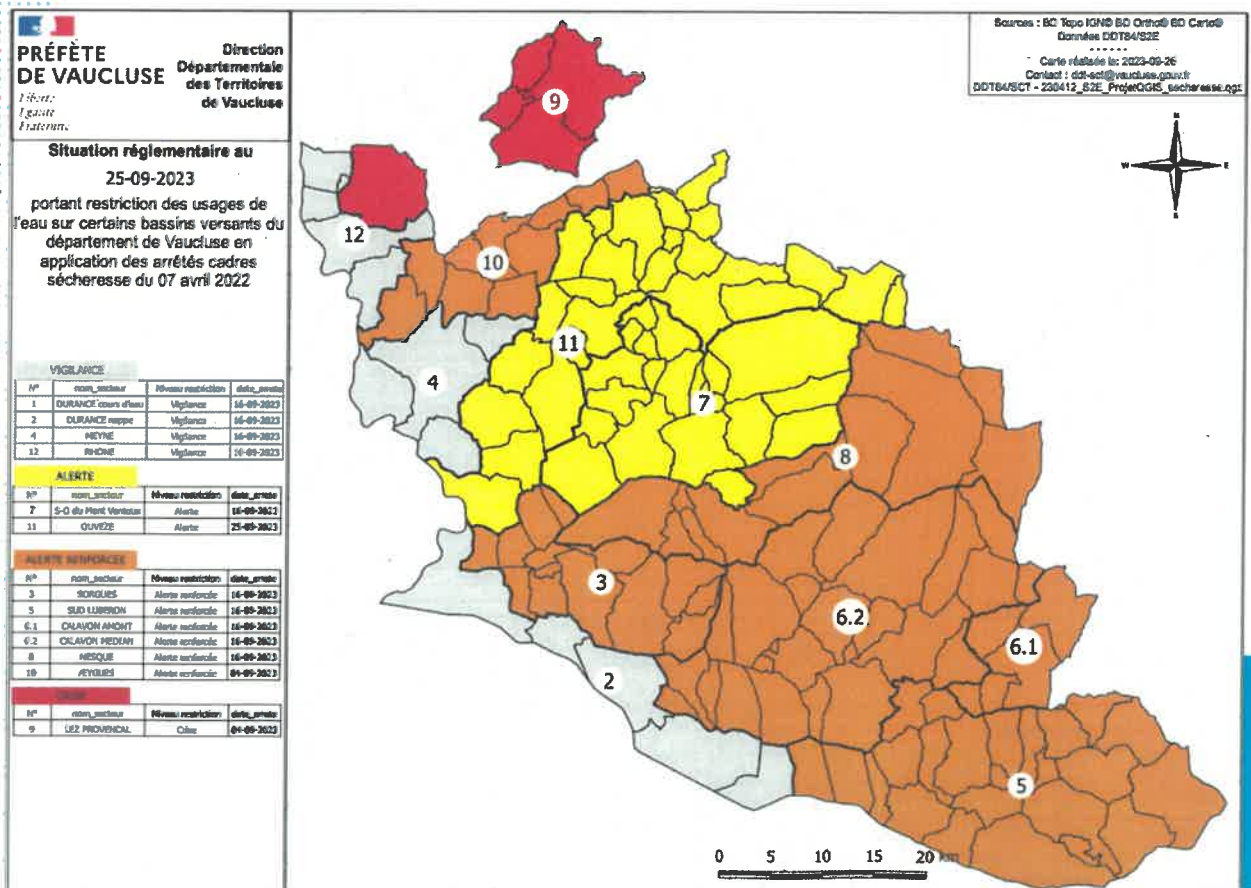 PRÉFÈTE
DE VAUCLUSE
Liberté
Égalité
Fraternité
Direction
Départementale
des Territoires
de Vaucluse
Situation réglementaire au
25-09-2023
portant restriction des usages de
l'eau sur certains bassins versants du
département de Vaucluse en
application des arrêtés cadres
sécheresse du 07 avril 2022
VIGILANCE
N° nom_secteur Niveau restriction date_arrete
1 DURANCE cours d'eau Vigilance 16-09-2023
2 DURANCE nappe Vigilance 16-09-2023
4 MEYNE Vigilance 16-09-2023
12 RHONE Vigilance 16-09-2023
ALERTE
N° nom_secteur Niveau restriction date_arrete
7 S-O du Mont Ventoux Alerte 16-09-2023
11 OUVEZE Alerte 25-09-2023
ALERTE RENFORCEE
N° nom_secteur Niveau restriction date_arrete
3 SORGUES Alerte renforcée 16-09-2023
5 SUD LUBERON Alerte renforcée 16-09-2023
6.1 CALAVON AMONT Alerte renforcée 16-09-2023
6.2 CALAVON MEDIAN Alerte renforcée 16-09-2023
8 NESQUE Alerte renforcée 16-09-2023
10 AEYGUES Alerte renforcée 04-09-2023
CRISE
N° nom_secteur Niveau restriction date_arrete
9 LEZ PROVENCAL Crise 04-09-2023
Sources : BD Topo IGN® BD Ortho® BD Carto®
Données DDT84/S2E
Carte réalisée le: 2023-09-26
Contact : ddt-sct@vaucluse.gouv.fr
DDT84/SCT - 230412_S2E_ProjetQGIS_secheresse.qgz
N
W
E
S
9
12
10
11
4
7
8
3
6.2
6.1
2
5
0 5 10 15 20 km